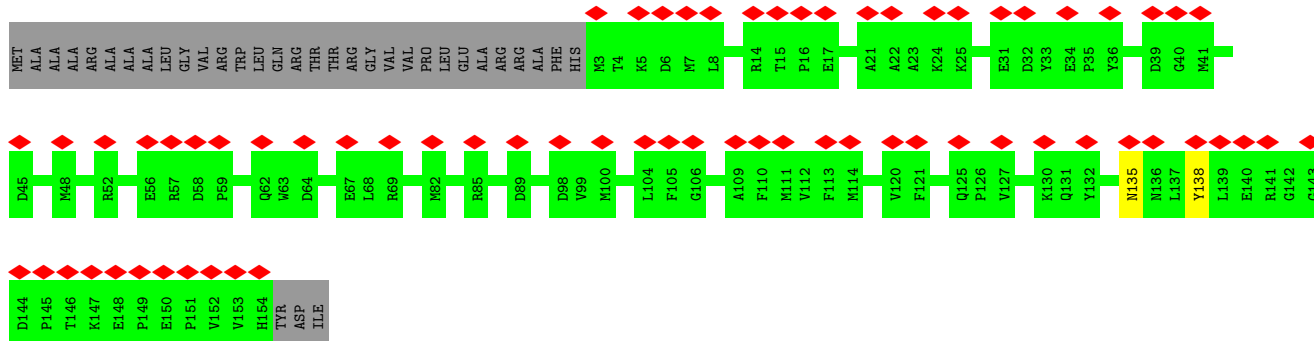 MET ALA ALA ALA ALA ARG ALA ALA ALA LEU GLY VAL ARG TRP LEU GLN ARG THR THR ARG GLY VAL VAL PRO LEU GLU ALA ARG ARG ALA PHE HIS M3 T4 K5 D6 M7 L8 R14 T15 P16 E17 A21 A22 A23 K24 K25 E31 D32 Y33 E34 P35 Y36 D39 G40 M41
D45 M48 R52 E56 R57 D58 P59 Q62 W63 D64 E67 L68 R69 M82 R85 D89 D98 V99 M100 L104 F105 G106 A109 F110 M111 V112 F113 M114 V120 F121 Q125 P126 V127 K130 Q131 Y132 N135 N136 L137 Y138 L139 E140 R141 G142 G143
D144 P145 T146 K147 E148 P149 E150 P151 V152 V153 H154 TYR ASP ILE